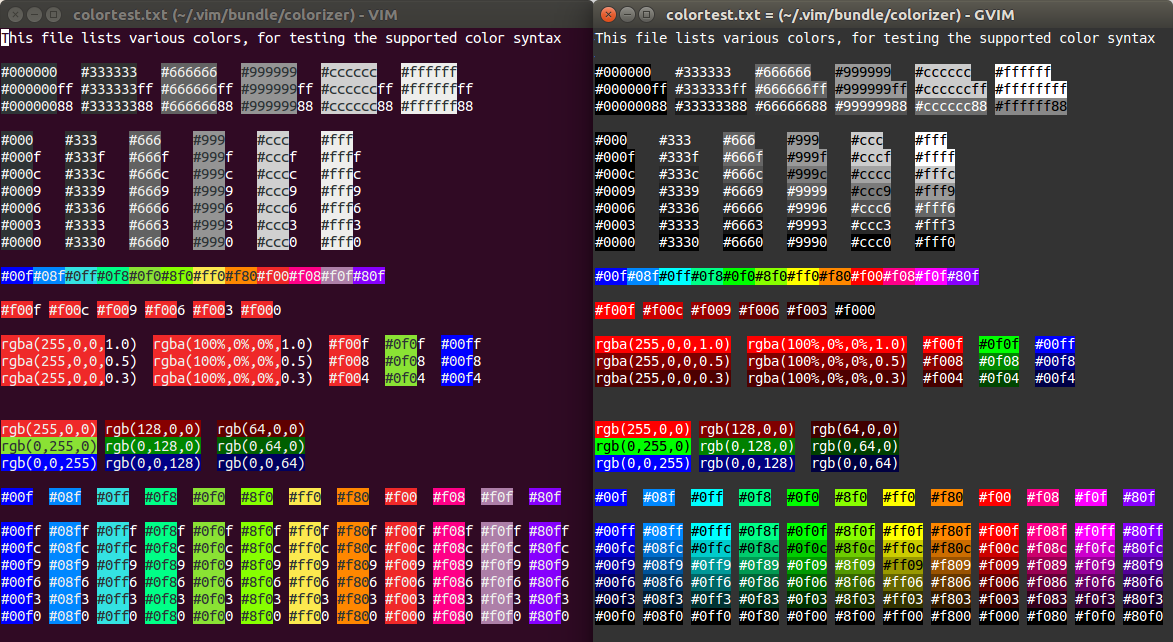 colortest.txt (~/.vim/bundle/colorizer) - VIM
This file lists various colors, for testing the supported color syntax
#000000 #333333 #666666 #999999 #cccccc #ffffff
#000000ff #333333ff #666666ff #999999ff #ccccccff #ffffffff
#00000088 #33333388 #66666688 #99999988 #cccccc88 #ffffff88
#000 #333 #666 #999 #ccc #fff
#000f #333f #666f #999f #cccf #ffff
#000c #333c #666c #999c #cccc #fffc
#0009 #3339 #6669 #9999 #ccc9 #fff9
#0006 #3336 #6666 #9996 #ccc6 #fff6
#0003 #3333 #6663 #9993 #ccc3 #fff3
#0000 #3330 #6660 #9990 #ccc0 #fff0
#00f#08f#0ff#0f8#0f0#8f0#ff0#f80#f00#f08#f0f#80f
#f00f #f00c #f009 #f006 #f003 #f000
rgba(255,0,0,1.0) rgba(100%,0%,0%,1.0) #f00f #0f0f #00ff
rgba(255,0,0,0.5) rgba(100%,0%,0%,0.5) #f008 #0f08 #00f8
rgba(255,0,0,0.3) rgba(100%,0%,0%,0.3) #f004 #0f04 #00f4
rgb(255,0,0) rgb(128,0,0) rgb(64,0,0)
rgb(0,255,0) rgb(0,128,0) rgb(0,64,0)
rgb(0,0,255) rgb(0,0,128) rgb(0,0,64)
#00f #08f #0ff #0f8 #0f0 #8f0 #ff0 #f80 #f00 #f08 #f0f #80f
#00ff #08ff #0fff #0f8f #0f0f #8f0f #ff0f #f80f #f00f #f08f #f0ff #80ff
#00fc #08fc #0ffc #0f8c #0f0c #8f0c #ff0c #f80c #f00c #f08c #f0fc #80fc
#00f9 #08f9 #0ff9 #0f89 #0f09 #8f09 #ff09 #f809 #f009 #f089 #f0f9 #80f9
#00f6 #08f6 #0ff6 #0f86 #0f06 #8f06 #ff06 #f806 #f006 #f086 #f0f6 #80f6
#00f3 #08f3 #0ff3 #0f83 #0f03 #8f03 #ff03 #f803 #f003 #f083 #f0f3 #80f3
#00f0 #08f0 #0ff0 #0f80 #0f00 #8f00 #ff00 #f800 #f000 #f080 #f0f0 #80f0
colortest.txt = (~/.vim/bundle/colorizer) - GVIM
This file lists various colors, for testing the supported color syntax
#000000 #333333 #666666 #999999 #cccccc #ffffff
#000000ff #333333ff #666666ff #999999ff #ccccccff #ffffffff
#00000088 #33333388 #66666688 #99999988 #cccccc88 #ffffff88
#000 #333 #666 #999 #ccc #fff
#000f #333f #666f #999f #cccf #ffff
#000c #333c #666c #999c #cccc #fffc
#0009 #3339 #6669 #9999 #ccc9 #fff9
#0006 #3336 #6666 #9996 #ccc6 #fff6
#0003 #3333 #6663 #9993 #ccc3 #fff3
#0000 #3330 #6660 #9990 #ccc0 #fff0
#00f#08f#0ff#0f8#0f0#8f0#ff0#f80#f00#f08#f0f#80f
#f00f #f00c #f009 #f006 #f003 #f000
rgba(255,0,0,1.0) rgba(100%,0%,0%,1.0) #f00f #0f0f #00ff
rgba(255,0,0,0.5) rgba(100%,0%,0%,0.5) #f008 #0f08 #00f8
rgba(255,0,0,0.3) rgba(100%,0%,0%,0.3) #f004 #0f04 #00f4
rgb(255,0,0) rgb(128,0,0) rgb(64,0,0)
rgb(0,255,0) rgb(0,128,0) rgb(0,64,0)
rgb(0,0,255) rgb(0,0,128) rgb(0,0,64)
#00f #08f #0ff #0f8 #0f0 #8f0 #ff0 #f80 #f00 #f08 #f0f #80f
#00ff #08ff #0fff #0f8f #0f0f #8f0f #ff0f #f80f #f00f #f08f #f0ff #80ff
#00fc #08fc #0ffc #0f8c #0f0c #8f0c #ff0c #f80c #f00c #f08c #f0fc #80fc
#00f9 #08f9 #0ff9 #0f89 #0f09 #8f09 #ff09 #f809 #f009 #f089 #f0f9 #80f9
#00f6 #08f6 #0ff6 #0f86 #0f06 #8f06 #ff06 #f806 #f006 #f086 #f0f6 #80f6
#00f3 #08f3 #0ff3 #0f83 #0f03 #8f03 #ff03 #f803 #f003 #f083 #f0f3 #80f3
#00f0 #08f0 #0ff0 #0f80 #0f00 #8f00 #ff00 #f800 #f000 #f080 #f0f0 #80f0